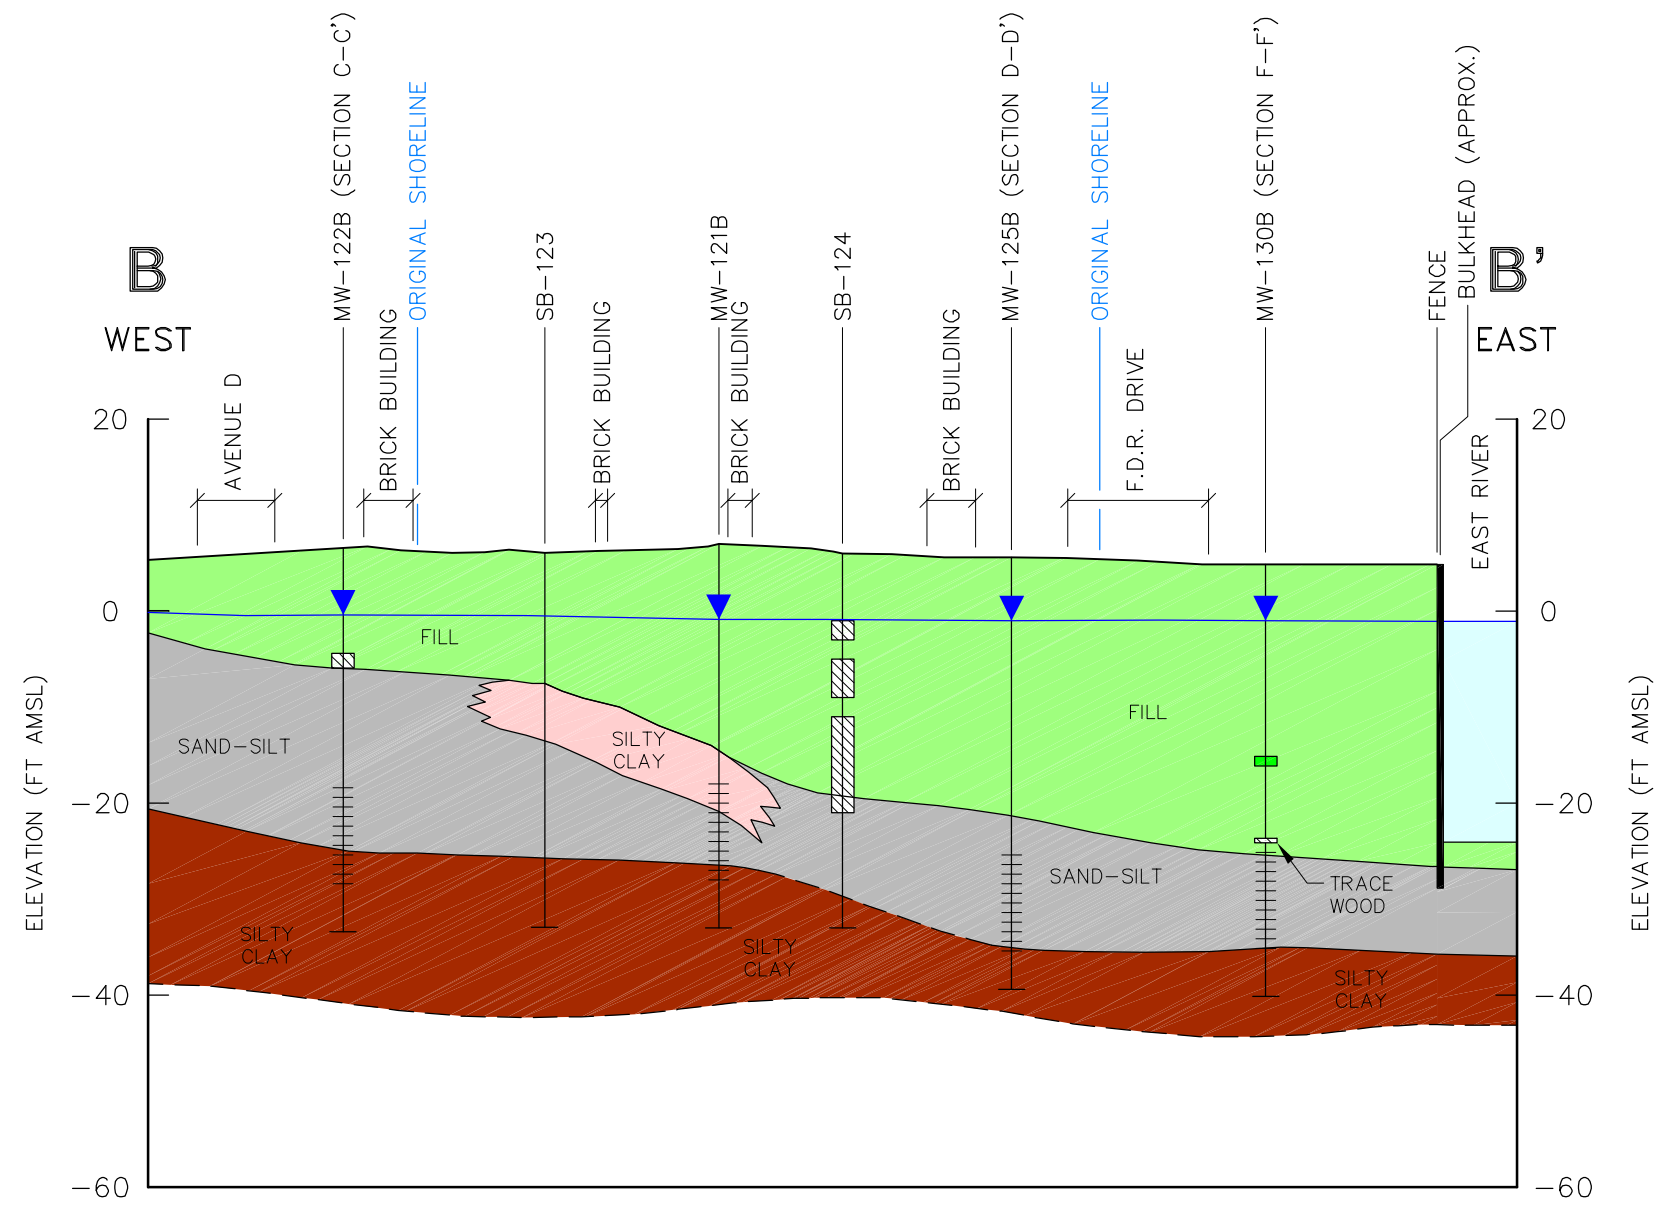 MW-122B (SECTION C-C')
ORIGINAL SHORELINE
SB-123
MW-121B
SB-124
MW-125B (SECTION D-D')
ORIGINAL SHORELINE
MW-130B (SECTION F-F')
FENCE
BULKHEAD (APPROX.)
B
B'
WEST
EAST
AVENUE D
BRICK BUILDING
BRICK BUILDING
BRICK BUILDING
BRICK BUILDING
F.D.R. DRIVE
EAST RIVER
20
20
0
0
-20
-20
-40
-40
-60
-60
ELEVATION (FT AMSL)
ELEVATION (FT AMSL)
FILL
FILL
SAND-SILT
SILTY
CLAY
SAND-SILT
TRACE
WOOD
SILTY
CLAY
SILTY
CLAY
SILTY
CLAY